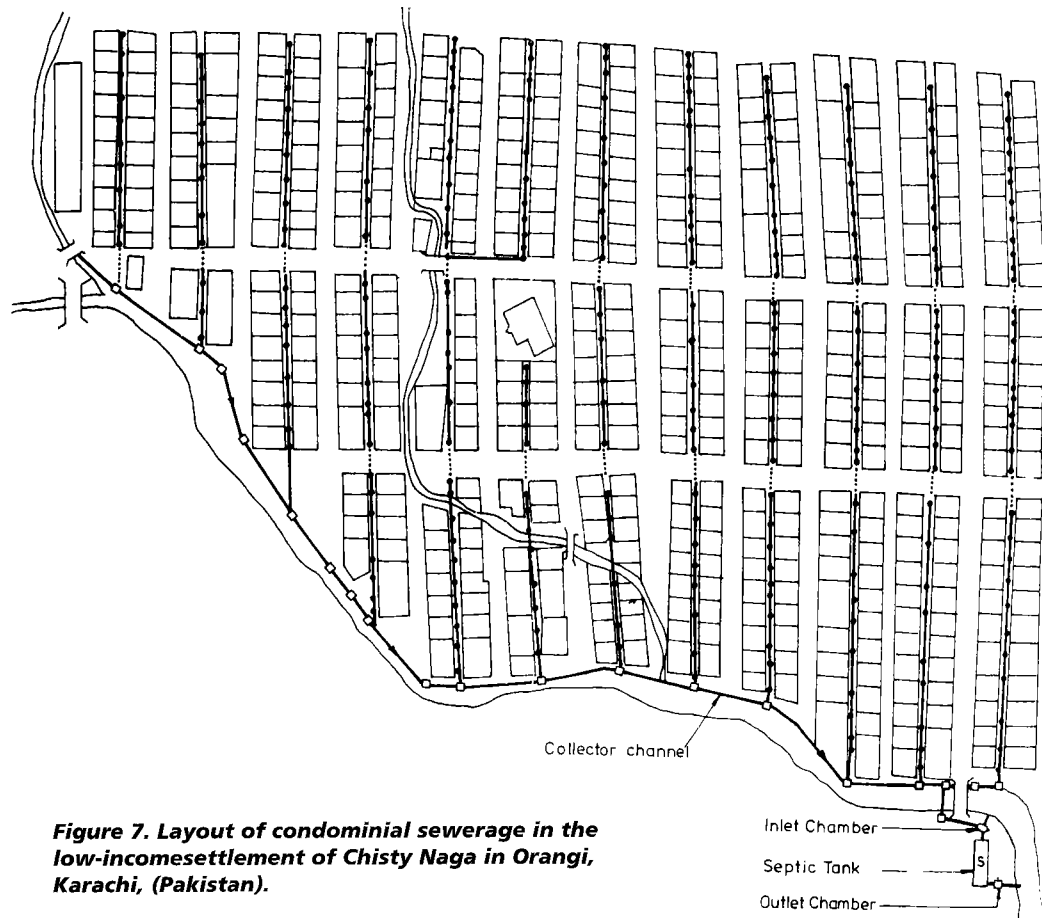 Collector channel
Figure 7. Layout of condominial sewerage in the
low-incomesettlement of Chisty Naga in Orangi,
Karachi, (Pakistan).
Inlet Chamber
Septic Tank
S
Outlet Chamber